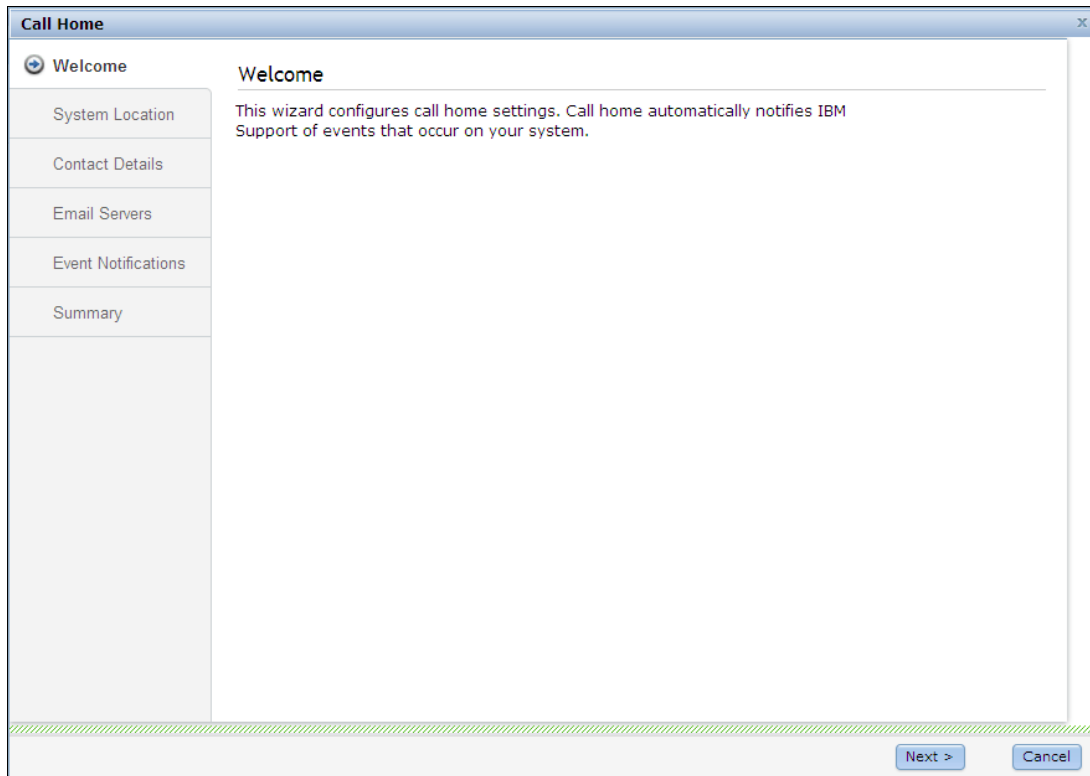 Call Home
x
Welcome
System Location
Contact Details
Email Servers
Event Notifications
Summary
Welcome
This wizard configures call home settings. Call home automatically notifies IBM
Support of events that occur on your system.
Next >
Cancel